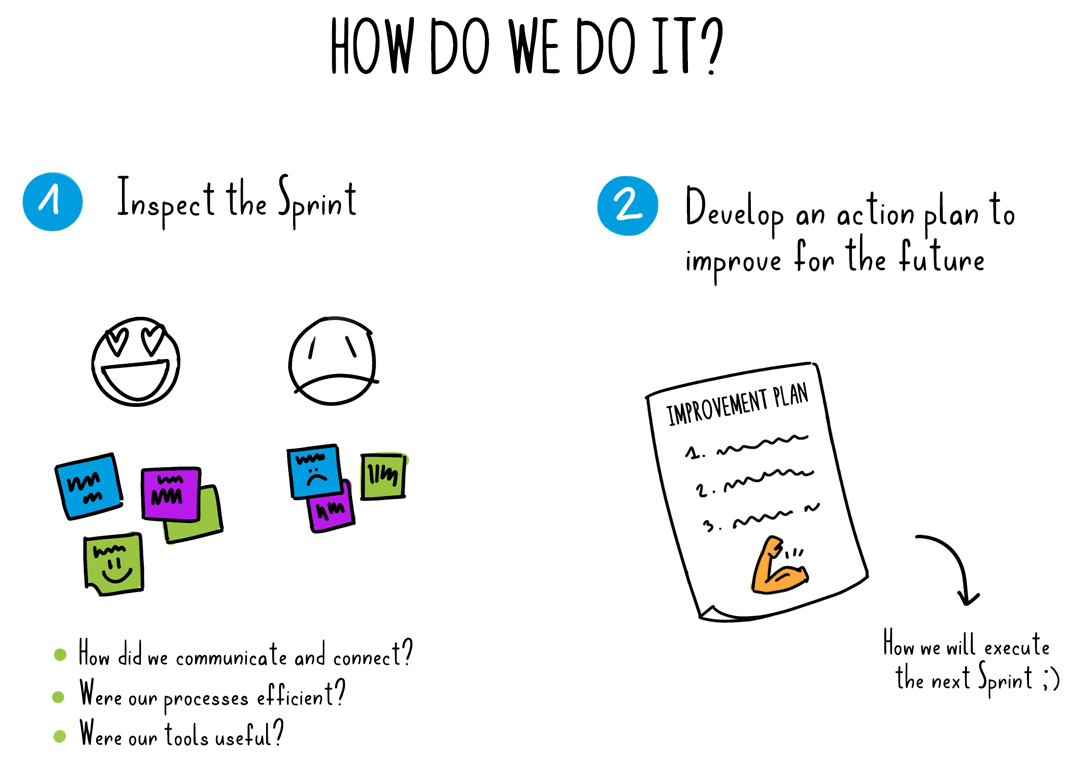 HOW DO WE DO IT?
1 Inspect the Sprint
How did we communicate and connect?
Were our processes efficient?
Were our tools useful?
2 Develop an action plan to
improve for the future
IMPROVEMENT PLAN
1.
2.
3.
How we will execute
the next Sprint ;)